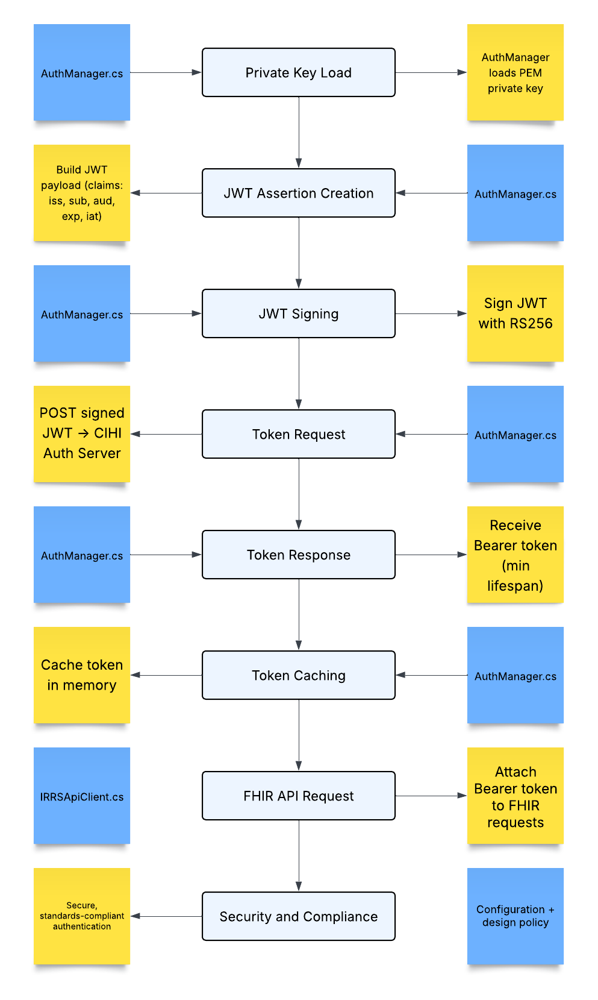 AuthManager.cs
Private Key Load
AuthManager
loads PEM
private key
Build JWT
payload (claims:
iss, sub, aud,
exp, iat)
JWT Assertion Creation
AuthManager.cs
AuthManager.cs
JWT Signing
Sign JWT
with RS256
POST signed
JWT → CIHI
Auth Server
Token Request
AuthManager.cs
AuthManager.cs
Token Response
Receive
Bearer token
(min
lifespan)
Cache token
in memory
Token Caching
AuthManager.cs
IRRSApiClient.cs
FHIR API Request
Attach
Bearer token
to FHIR
requests
Secure,
standards-compliant
authentication
Security and Compliance
Configuration +
design policy